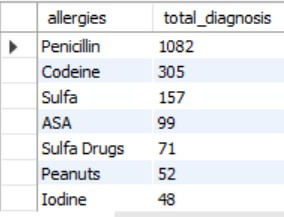 allergies total_diagnosis
Penicillin 1082
Codeine 305
Sulfa 157
ASA 99
Sulfa Drugs 71
Peanuts 52
Iodine 48